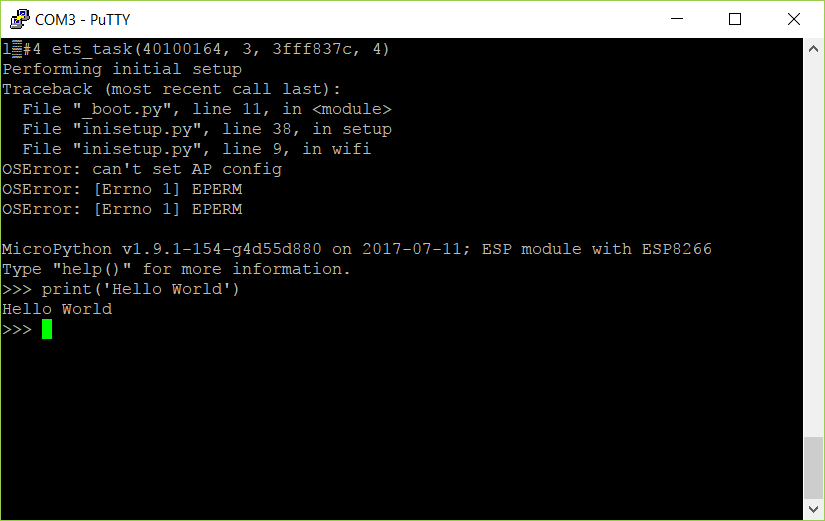 COM3 - PuTTY
l▒#4 ets_task(40100164, 3, 3fff837c, 4)
Performing initial setup
Traceback (most recent call last):
  File "_boot.py", line 11, in <module>
  File "inisetup.py", line 38, in setup
  File "inisetup.py", line 9, in wifi
OSError: can't set AP config
OSError: [Errno 1] EPERM
OSError: [Errno 1] EPERM
MicroPython v1.9.1-154-g4d55d880 on 2017-07-11; ESP module with ESP8266
Type "help()" for more information.
>>> print('Hello World')
Hello World
>>>